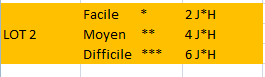 Facile * 2 J*H
LOT 2 Moyen ** 4 J*H
Difficile *** 6 J*H